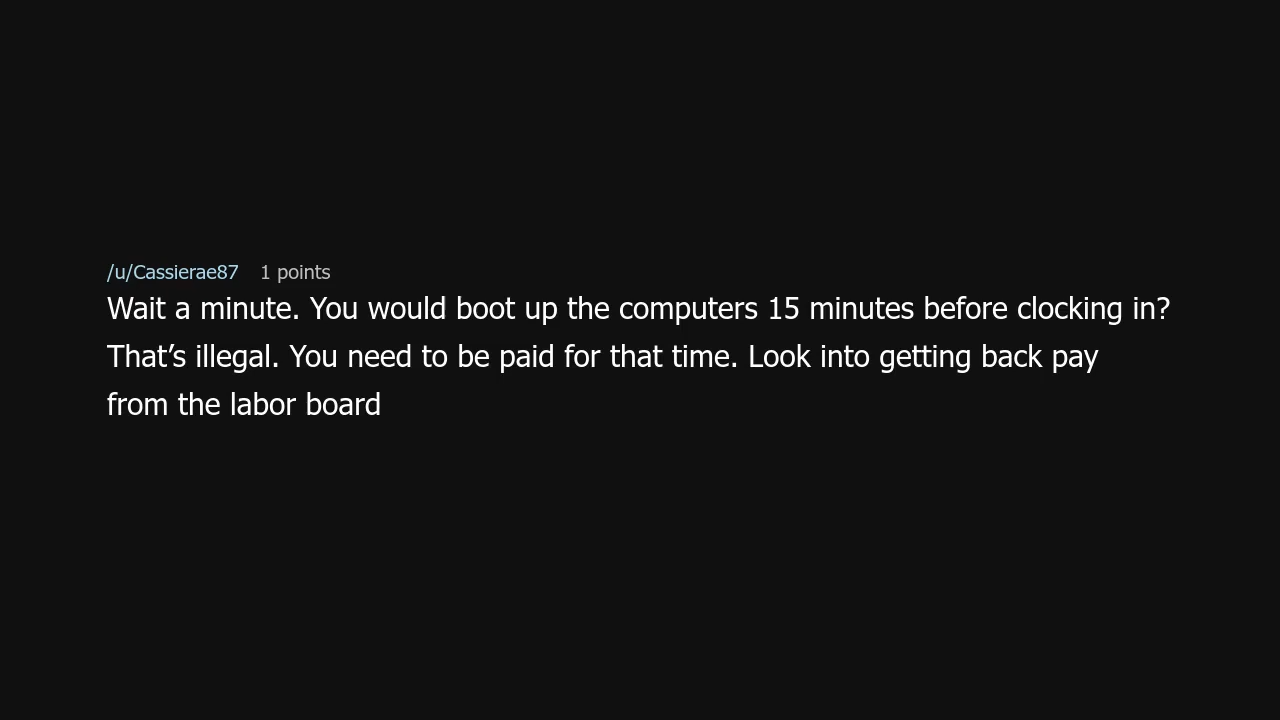 /u/Cassierae87 1 points
Wait a minute. You would boot up the computers 15 minutes before clocking in?
That’s illegal. You need to be paid for that time. Look into getting back pay
from the labor board